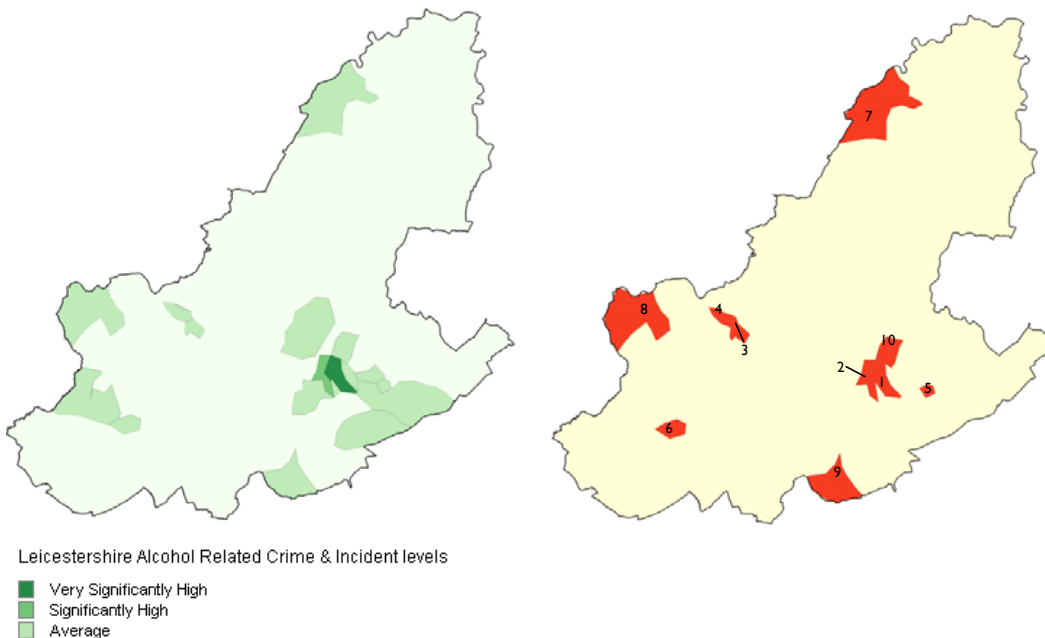 7
8
4
3
10
2
1
5
6
9
Leicestershire Alcohol Related Crime & Incident levels
Very Significantly High
Significantly High
Average